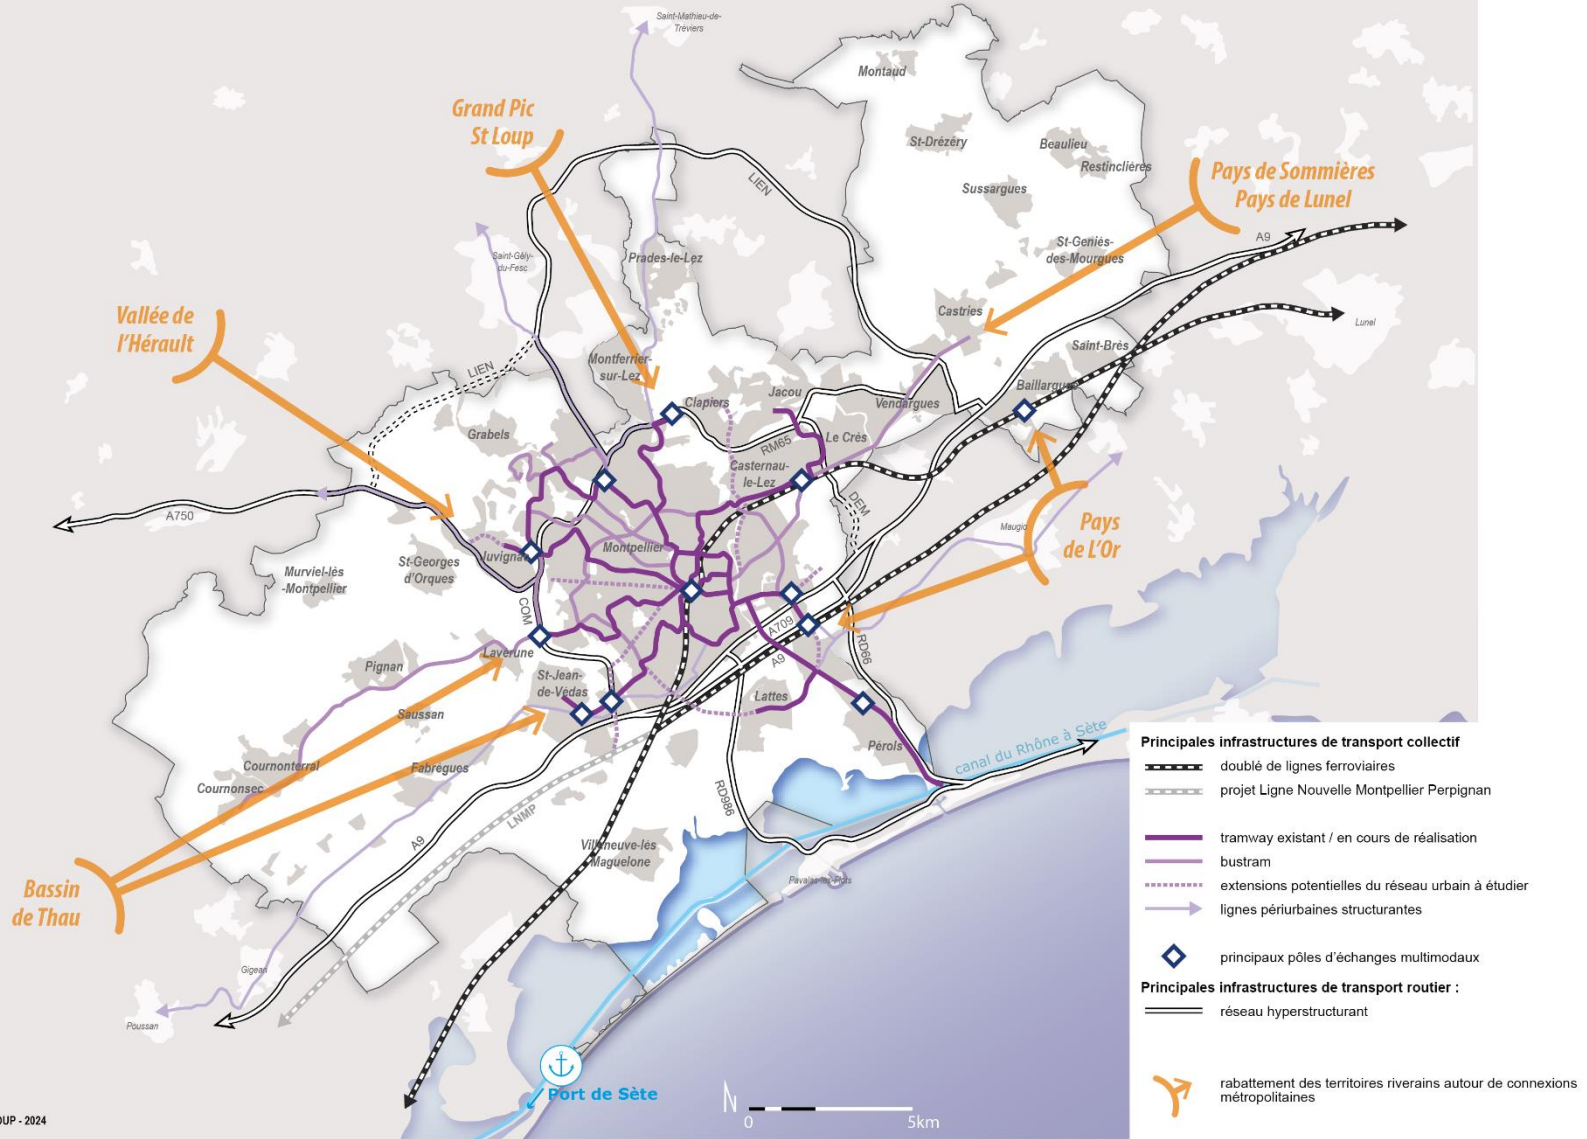 Saint-Mathieu-de-
Tréviers
Montaud
Grand Pic
St Loup
St-Drézéry
Beaulieu
Restinclières
Pays de Sommières
Pays de Lunel
LIEN
Sussargues
A9
St-Geniès-
des-Mourgues
Saint-Gély-
du-Fesc
Prades-le-Lez
Vallée de
l'Hérault
Castries
Lunel
Saint-Brès
LIEN
Montferrier-
sur-Lez
Baillargues
Jacou
Clapiers
Vendargues
Grabels
Le Crès
RM65
Casternau-
le-Lez
DEM
A750
Maugio
Pays
de L'Or
Montpellier
Juvignac
St-Georges
d'Orques
Murviel-lès
-Montpellier
COM
A709
RD66
A9
Laverune
Pignan
St-Jean-
de-Védas
Lattes
Saussan
Pérols
canal du Rhône à Sète
Cournonterral
Fabrègues
Cournonsec
RD986
LNMP
A9
Villeneuve-lès
Maguelone
Palavas-les-Flots
Bassin
de Thau
Gigean
Poussan
Port de Sète
N
0
5km
OUP - 2024
Principales infrastructures de transport collectif
doublé de lignes ferroviaires
projet Ligne Nouvelle Montpellier Perpignan
tramway existant / en cours de réalisation
bustram
extensions potentielles du réseau urbain à étudier
lignes périurbaines structurantes
principaux pôles d'échanges multimodaux
Principales infrastructures de transport routier :
réseau hyperstructurant
rabattement des territoires riverains autour de connexions
métropolitaines